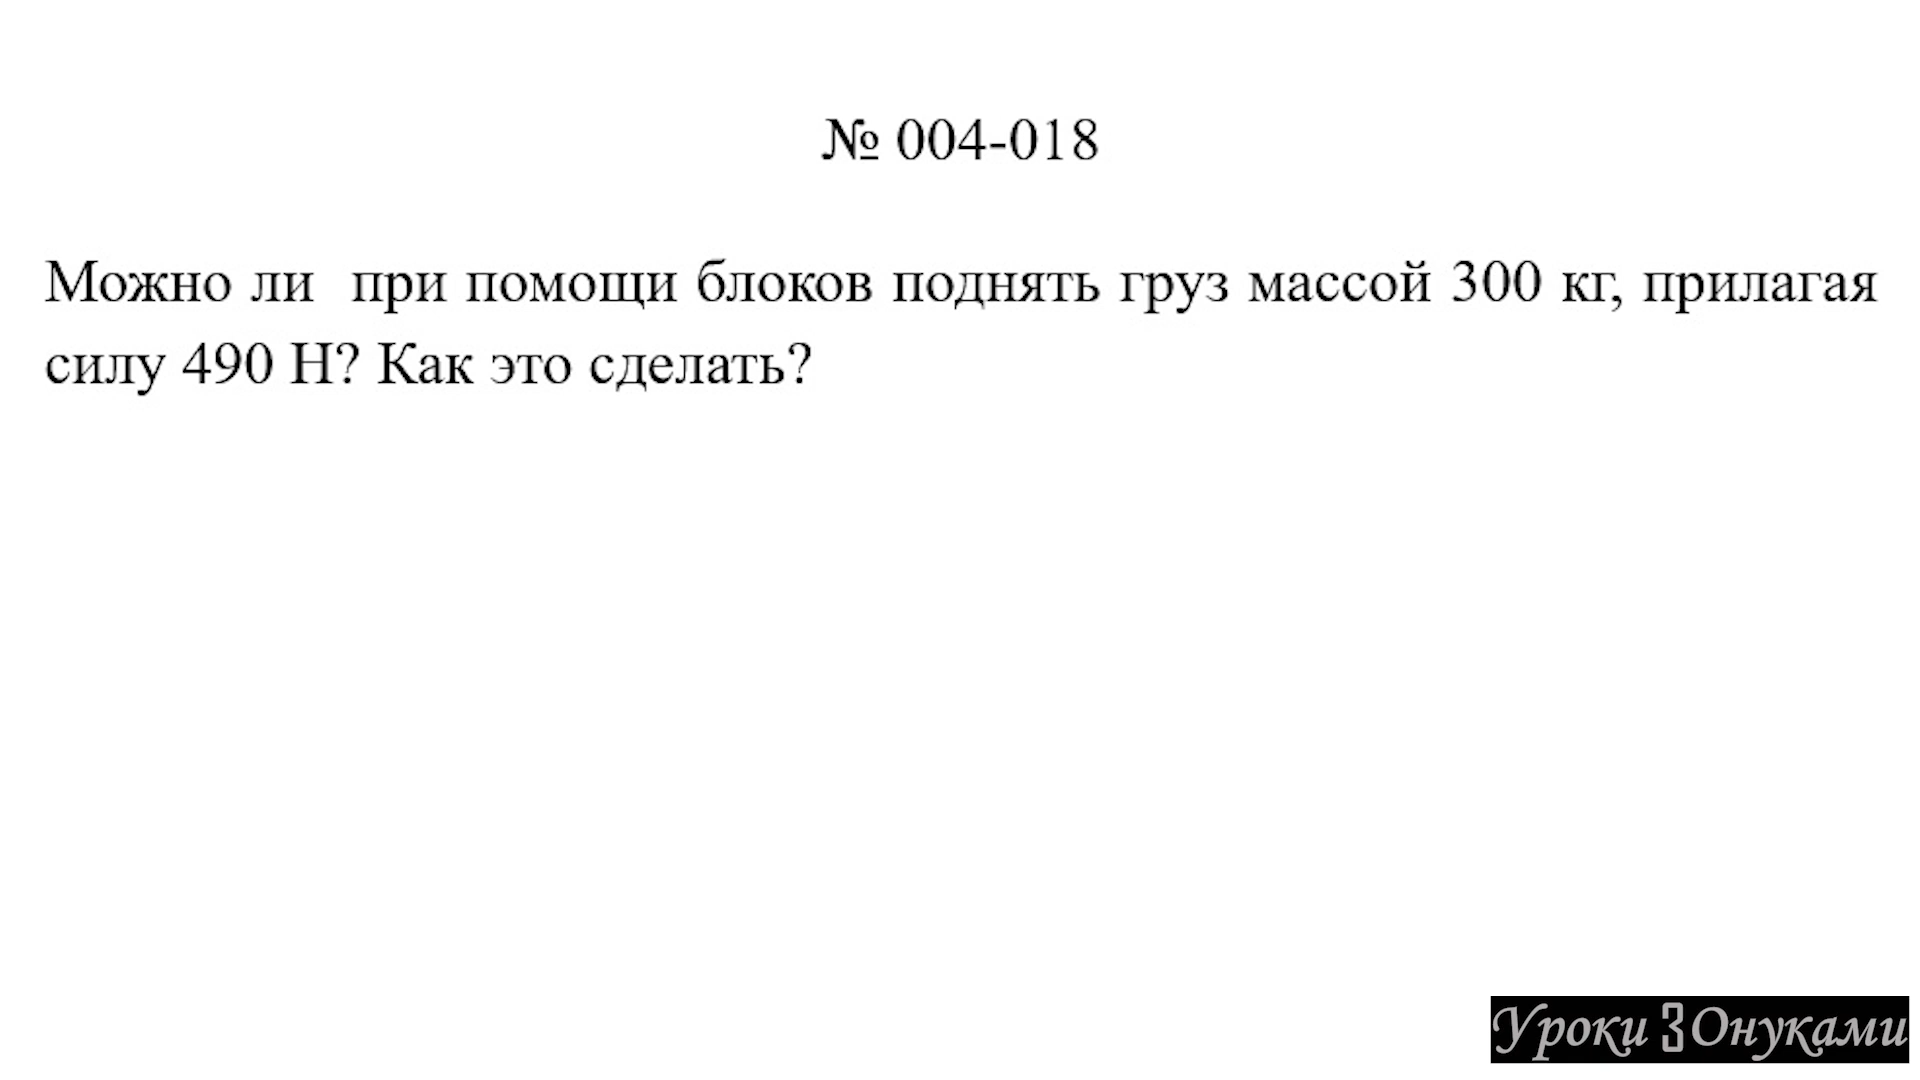 № 004-018
Можно ли при помощи блоков поднять груз массой 300 кг, прилагая
силу 490 Н? Как это сделать?
Уроки З Онуками